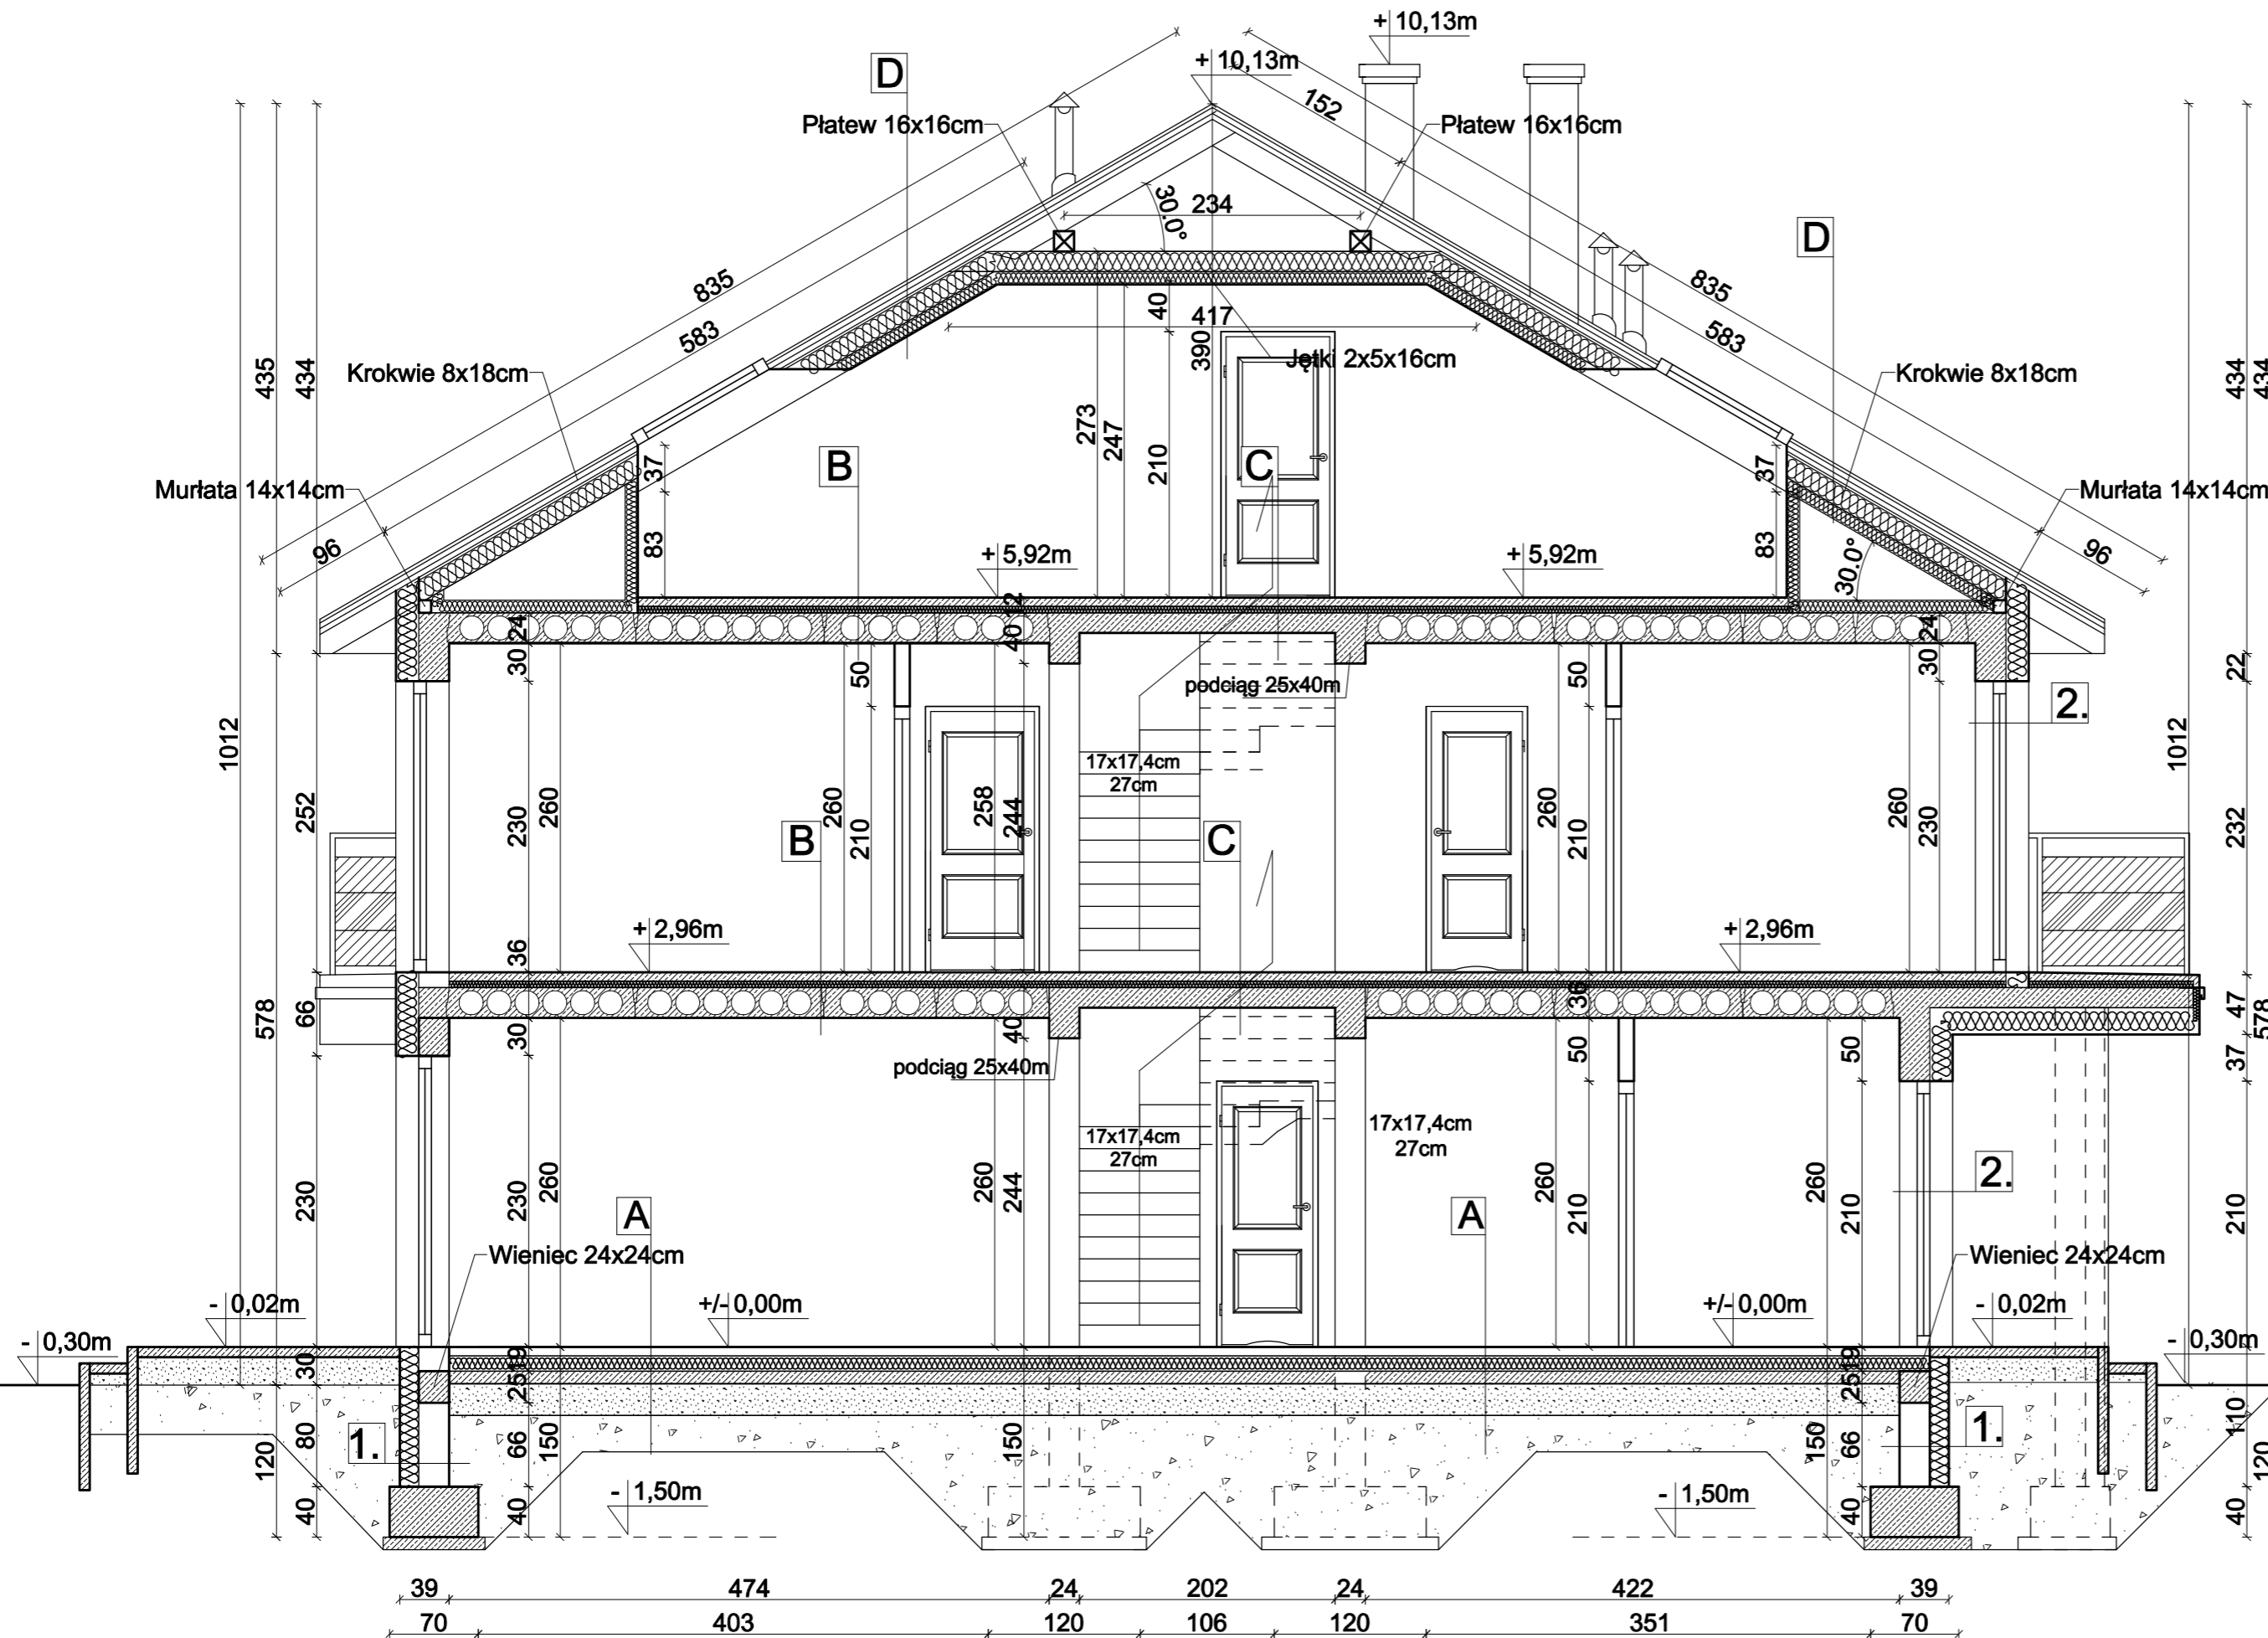 + 10,13m
+ 10,13m
D
152
Płatew 16x16cm
Płatew 16x16cm
30.0°
234
D
835
835
583
583
40
417
390
435
434
434
434
Jętki 2x5x16cm
Krokwie 8x18cm
Krokwie 8x18cm
273
247
210
B
C
37
37
Murłata 14x14cm
Murłata 14x14cm
83
83
96
96
+ 5,92m
+ 5,92m
30.0°
12
40
24
24
30
30
22
50
50
podciąg 25x40m
2.
1012
1012
17x17,4cm
27cm
252
230
260
260
210
258
244
260
210
260
230
232
B
C
+ 2,96m
+ 2,96m
36
36
578
66
30
40
50
50
47
578
37
podciąg 25x40m
17x17,4cm
27cm
17x17,4cm
27cm
2.
230
230
260
260
244
260
210
260
210
210
A
A
Wieniec 24x24cm
Wieniec 24x24cm
- 0,30m
- 0,02m
+/- 0,00m
+/- 0,00m
- 0,02m
- 0,30m
30
19
25
19
25
110
1.
1.
120
80
66
150
150
150
66
120
- 1,50m
- 1,50m
40
40
40
40
39
474
24
202
24
422
39
70
403
120
106
120
351
70